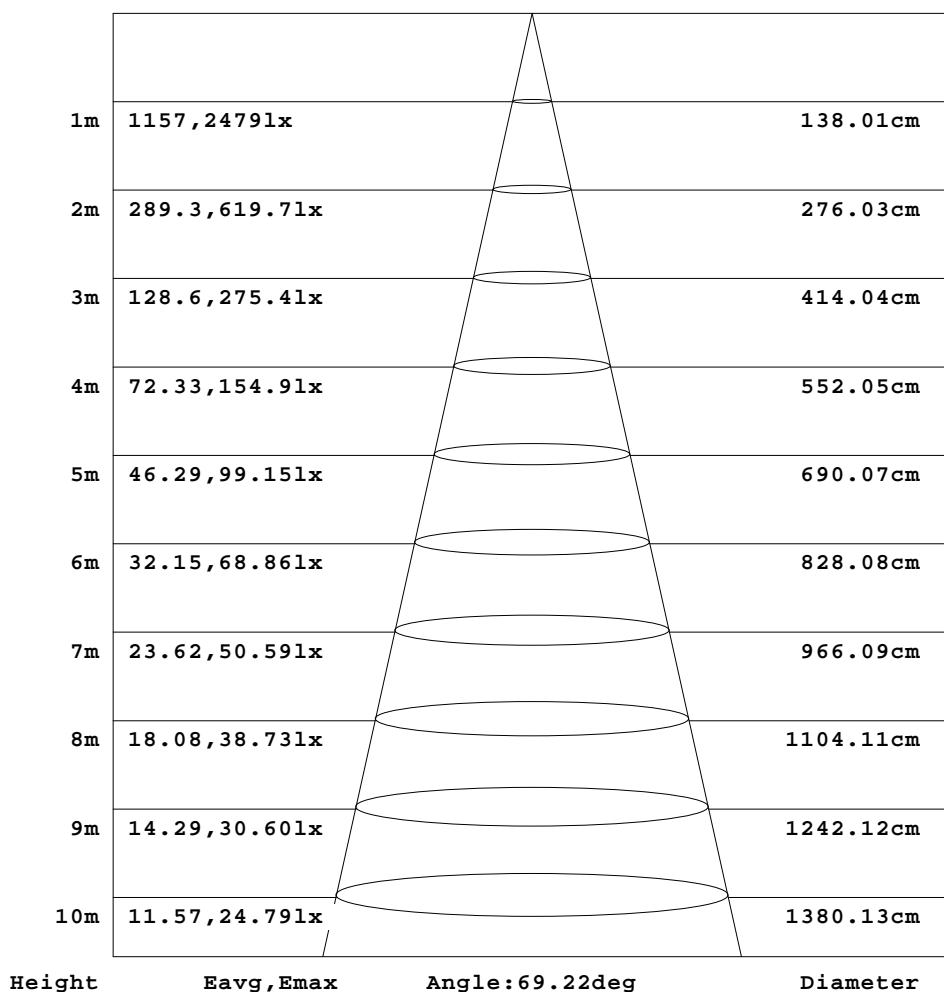 1m 1157,2479lx 138.01cm
2m 289.3,619.7lx 276.03cm
3m 128.6,275.4lx 414.04cm
4m 72.33,154.9lx 552.05cm
5m 46.29,99.15lx 690.07cm
6m 32.15,68.86lx 828.08cm
7m 23.62,50.59lx 966.09cm
8m 18.08,38.73lx 1104.11cm
9m 14.29,30.60lx 1242.12cm
10m 11.57,24.79lx 1380.13cm
Height Eavg,Emax Angle:69.22deg Diameter